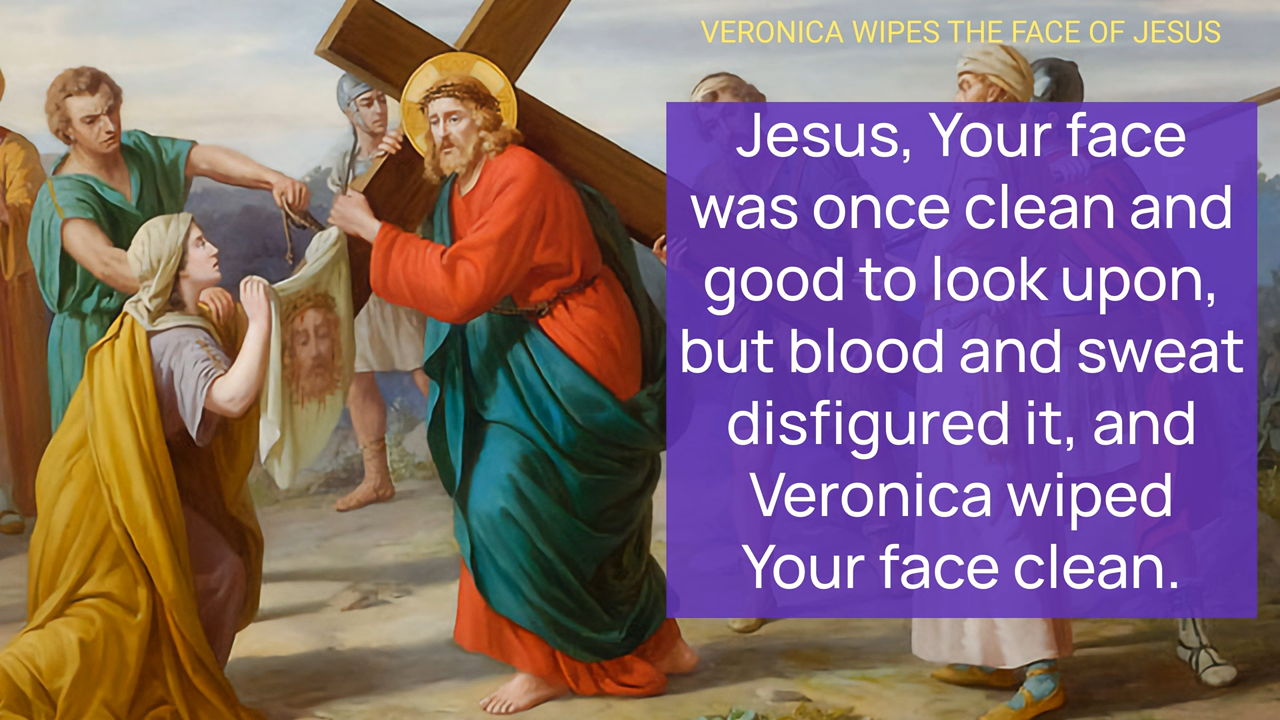 VERONICA WIPES THE FACE OF JESUS
Jesus, Your face
was once clean and
good to look upon,
but blood and sweat
disfigured it, and
Veronica wiped
Your face clean.